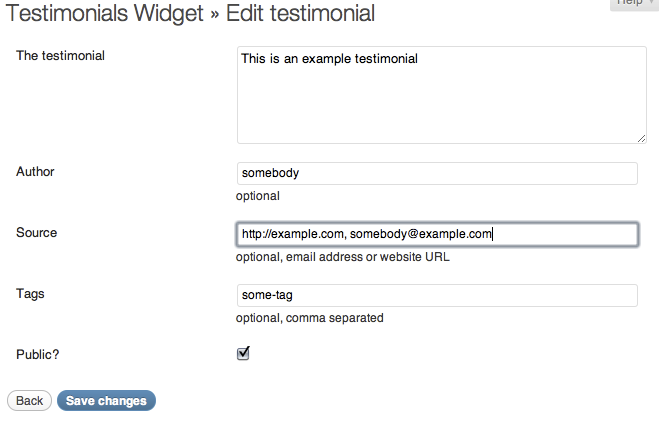 Testimonials Widget » Edit testimonial
Help
The testimonial
This is an example testimonial
Author
somebody
optional
Source
http://example.com, somebody@example.com
optional, email address or website URL
Tags
some-tag
optional, comma separated
Public?
Back
Save changes